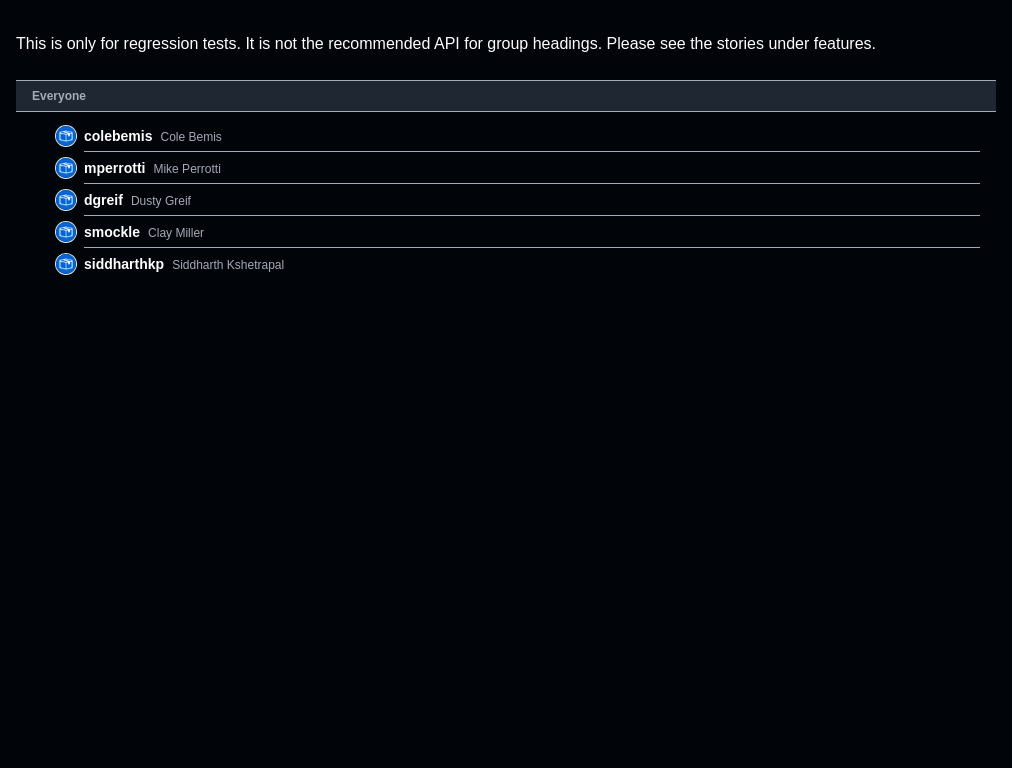 This is only for regression tests. It is not the recommended API for group headings. Please see the stories under features.
Everyone
colebemis Cole Bemis
mperrotti Mike Perrotti
dgreif Dusty Greif
smockle Clay Miller
siddharthkp Siddharth Kshetrapal